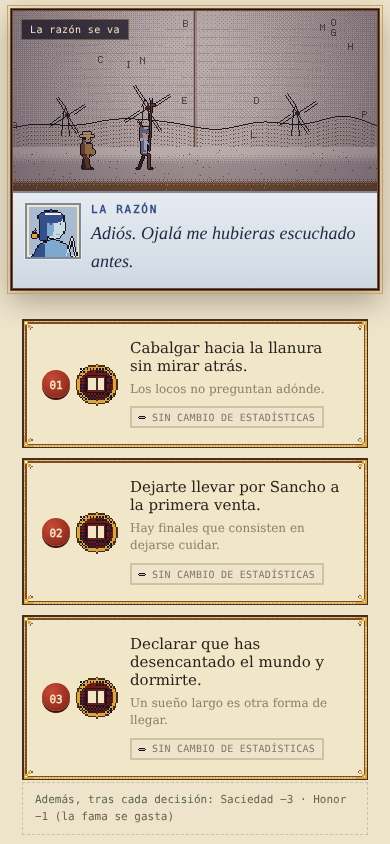 La razón se va
B
M O G
H
C I N
E
D
P
L
LA RAZÓN
Adiós. Ojalá me hubieras escuchado
antes.
01
Cabalgar hacia la llanura
sin mirar atrás.
Los locos no preguntan adónde.
SIN CAMBIO DE ESTADÍSTICAS
02
Dejarte llevar por Sancho a
la primera venta.
Hay finales que consisten en
dejarse cuidar.
SIN CAMBIO DE ESTADÍSTICAS
03
Declarar que has
desencantado el mundo y
dormirte.
Un sueño largo es otra forma de
llegar.
SIN CAMBIO DE ESTADÍSTICAS
Además, tras cada decisión: Saciedad −3 · Honor
−1 (la fama se gasta)